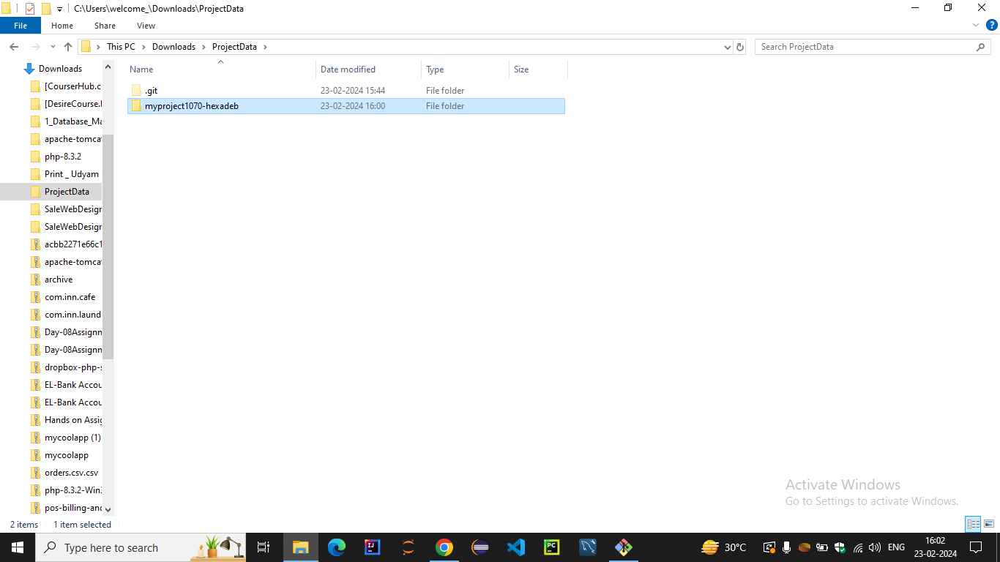 C:\Users\welcome_\Downloads\ProjectData
File Home Share View
This PC > Downloads > ProjectData >
Search ProjectData
Name Date modified Type Size
.git 23-02-2024 15:44 File folder
myproject1070-hexadeb 23-02-2024 16:00 File folder
Downloads
[CourserHub.c
[DesireCourse.
1_Database_Ma
apache-tomca
php-8.3.2
Print _ Udyam
ProjectData
SaleWebDesign
SaleWebDesign
acbb2271e66c1
apache-tomca
archive
com.inn.cafe
com.inn.laund
Day-08Assignn
Day-08Assignn
dropbox-php-s
EL-Bank Accou
EL-Bank Accou
Hands on Assig
mycoolapp (1)
mycoolapp
orders.csv.csv
php-8.3.2-Win3
pos-billing-and
Activate Windows
Go to Settings to activate Windows.
2 items 1 item selected
Type here to search
30°C
ENG
16:02
23-02-2024